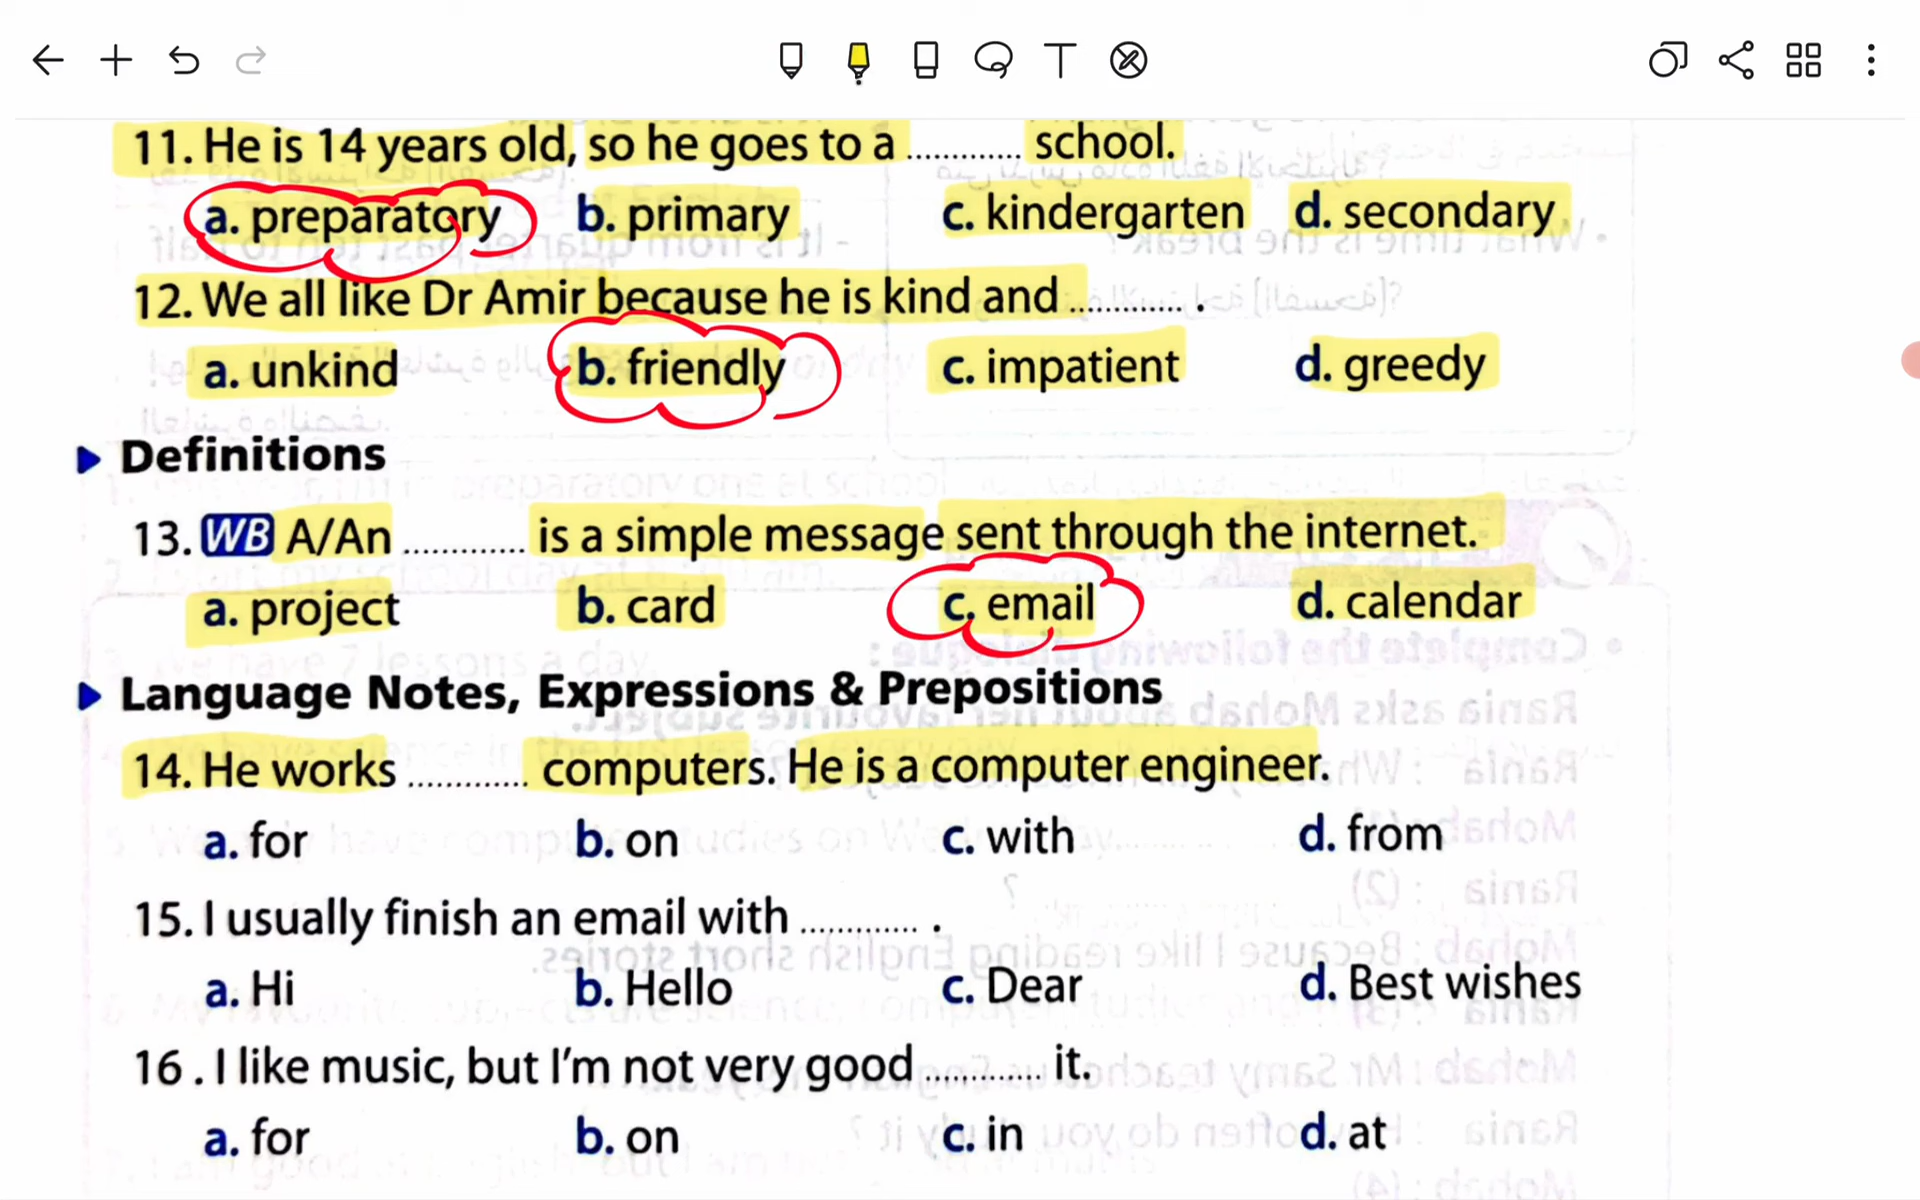 11. He is 14 years old, so he goes to a ............ school.
a. preparatory b. primary c. kindergarten d. secondary
12. We all like Dr Amir because he is kind and ............ .
a. unkind b. friendly c. impatient d. greedy
Definitions
13. WB A/An ............ is a simple message sent through the internet.
a. project b. card c. email d. calendar
Language Notes, Expressions & Prepositions
14. He works ............ computers. He is a computer engineer.
a. for b. on c. with d. from
15. I usually finish an email with ............ .
a. Hi b. Hello c. Dear d. Best wishes
16 . I like music, but I'm not very good ............ it.
a. for b. on c. in d. at